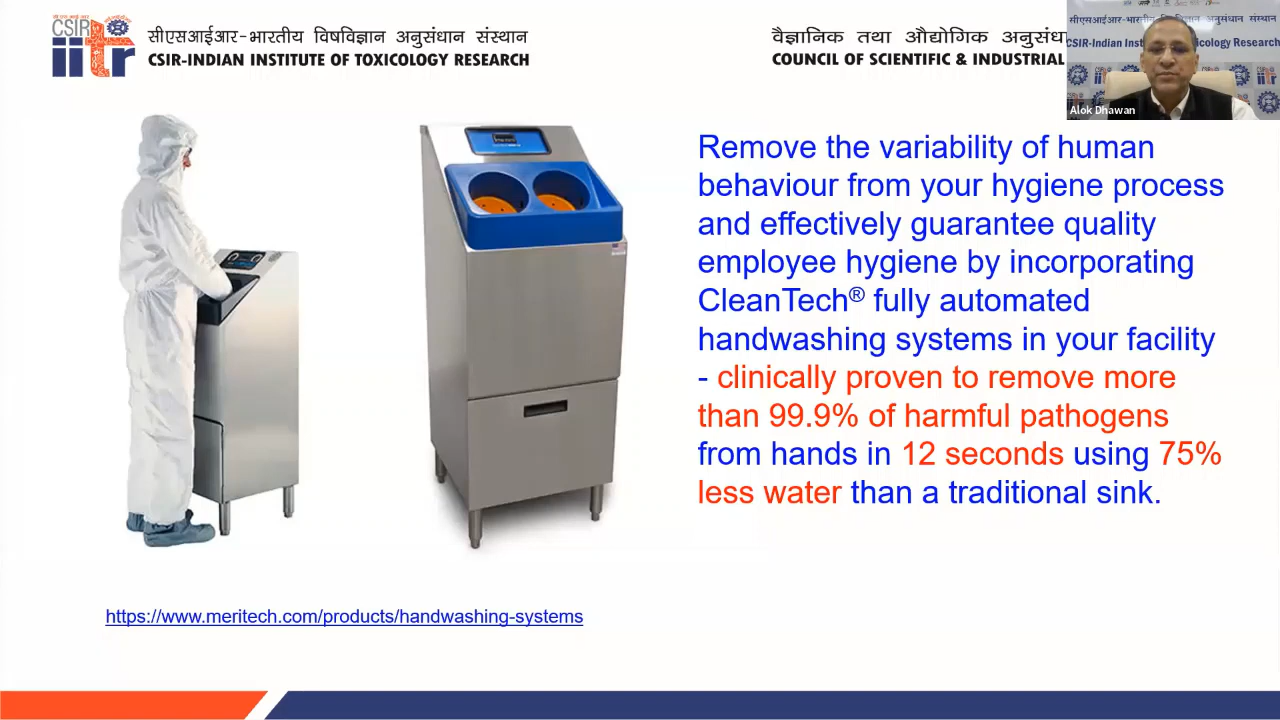 CSIR
iitr
सीएसआईआर-भारतीय विषविज्ञान अनुसंधान संस्थान
CSIR-INDIAN INSTITUTE OF TOXICOLOGY RESEARCH
वैज्ञानिक तथा औद्योगिक अनुसंधा
COUNCIL OF SCIENTIFIC & INDUSTRIAL
CSIR-Indian Inst Toxicology Research
Alok Dhawan
Remove the variability of human
behaviour from your hygiene process
and effectively guarantee quality
employee hygiene by incorporating
CleanTech® fully automated
handwashing systems in your facility
- clinically proven to remove more
than 99.9% of harmful pathogens
from hands in 12 seconds using 75%
less water than a traditional sink.
https://www.meritech.com/products/handwashing-systems